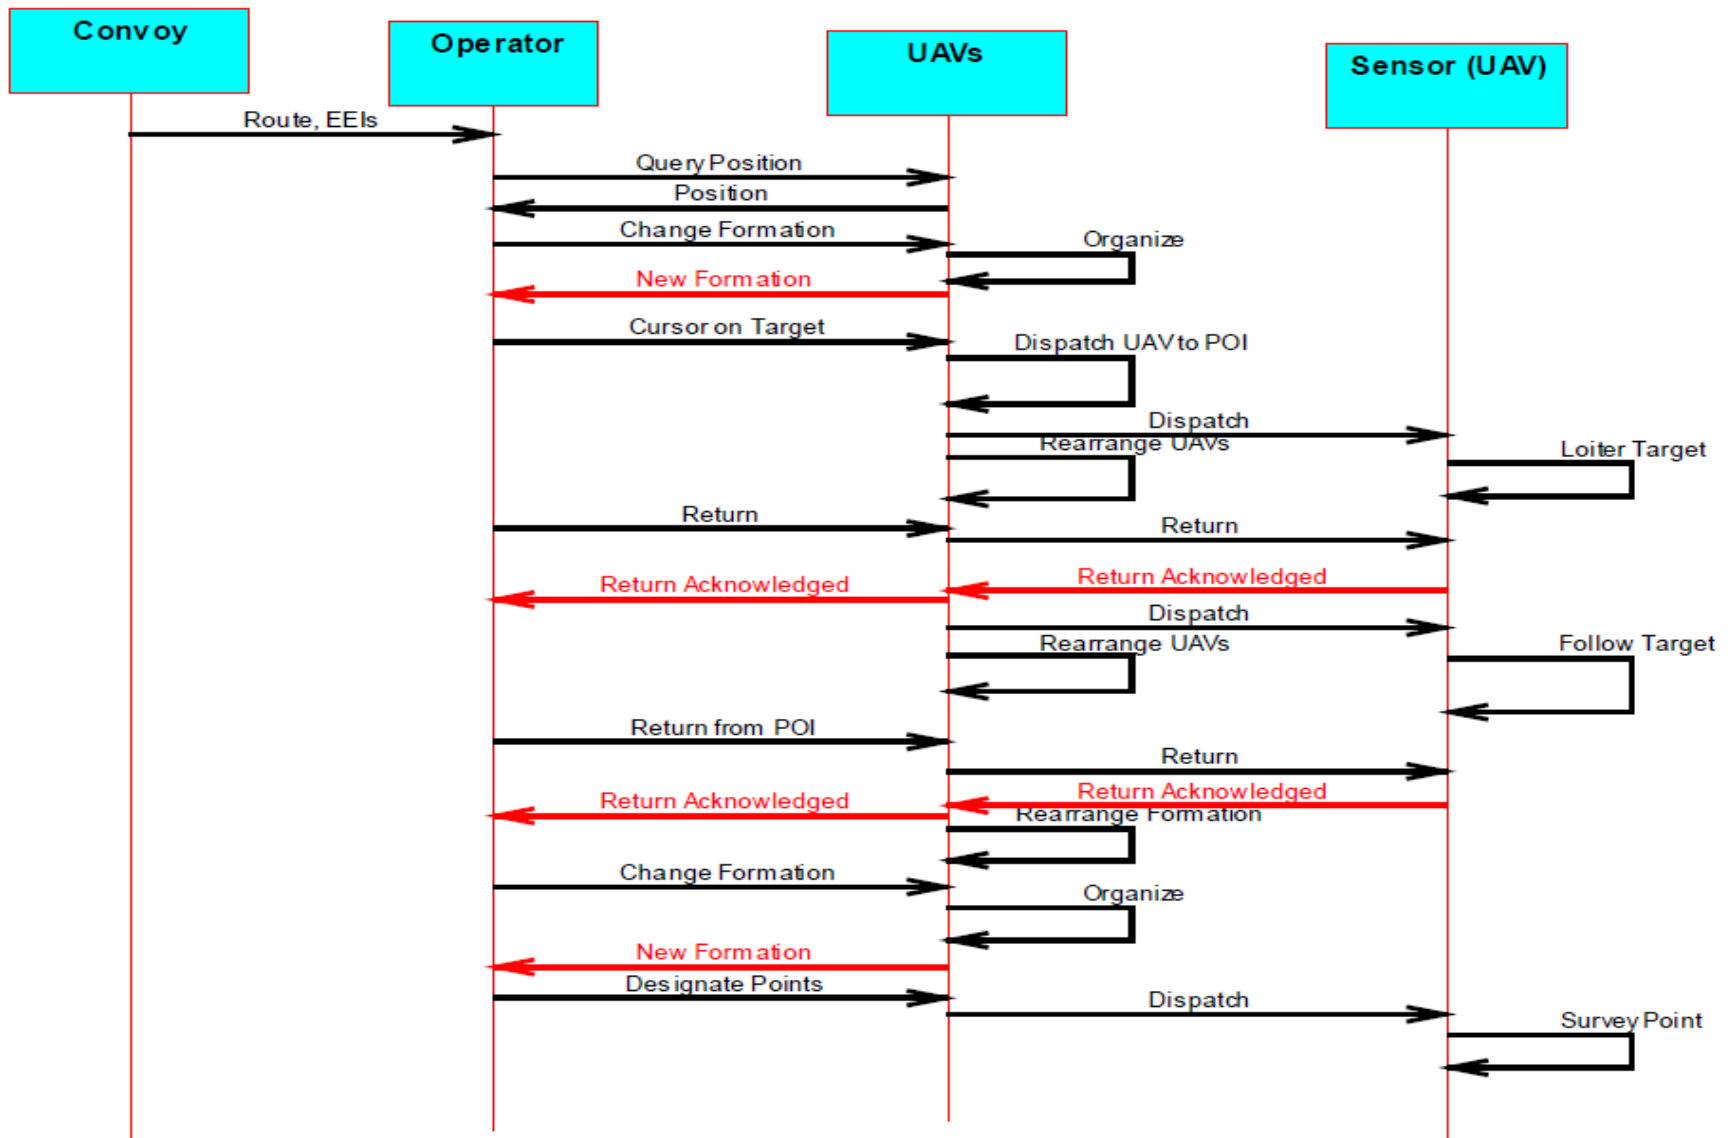 Convoy
Operator
UAVs
Sensor (UAV)
Route, EEIs
Query Position
Position
Change Formation
Organize
New Formation
Cursor on Target
Dispatch UAV to POI
Dispatch
Rearrange UAVs
Loiter Target
Return
Return
Return Acknowledged
Return Acknowledged
Dispatch
Rearrange UAVs
Follow Target
Return from POI
Return
Return Acknowledged
Return Acknowledged
Rearrange Formation
Change Formation
Organize
New Formation
Designate Points
Dispatch
Survey Point